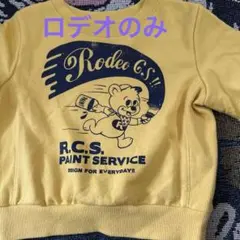 ロデオのみ
Rodeo C.S!!
R.C.S.
PAINT SERVICE
SIGN FOR EVERYDAYS